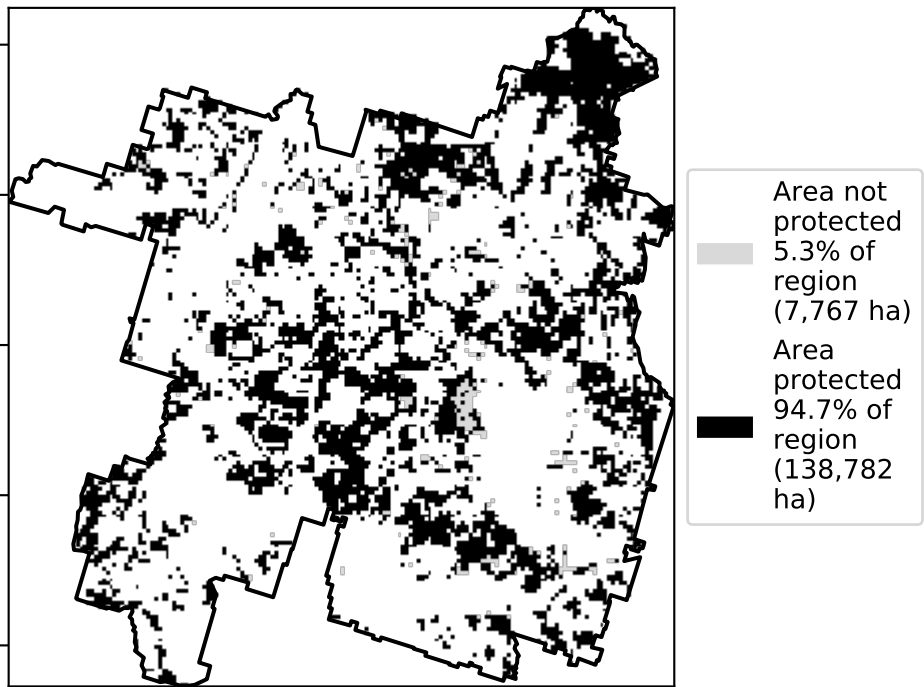 Area not
protected
5.3% of
region
(7,767 ha)
Area
protected
94.7% of
region
(138,782
ha)